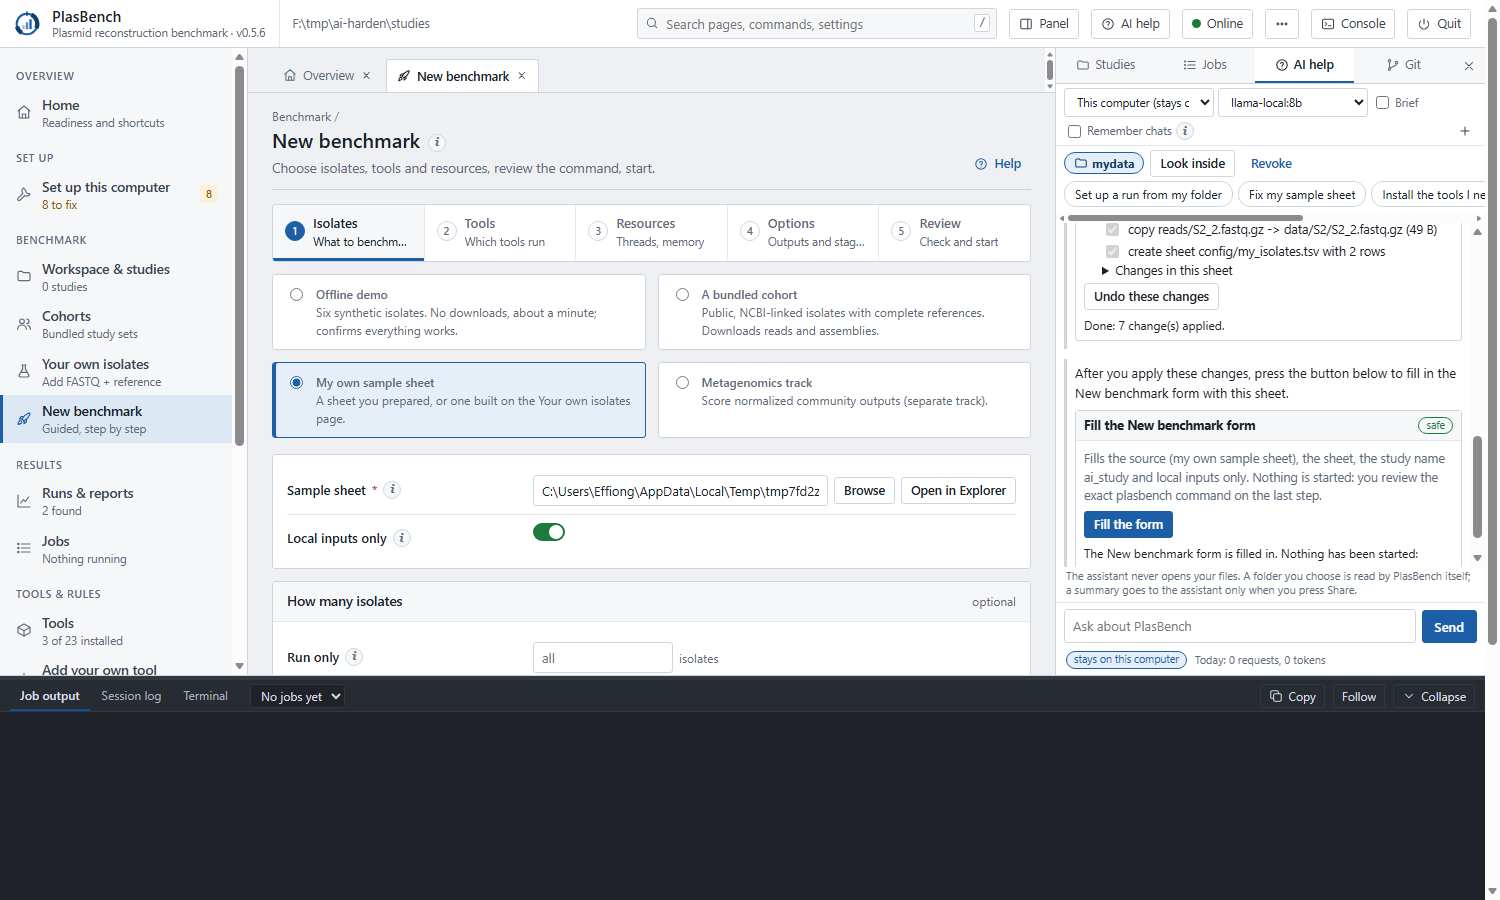 PlasBench
Plasmid reconstruction benchmark · v0.5.6
F:\tmp\ai-harden\studies
Search pages, commands, settings
/
Panel
AI help
Online
Console
Quit
OVERVIEW
Home
Readiness and shortcuts
SET UP
Set up this computer
8 to fix
8
BENCHMARK
Workspace & studies
0 studies
Cohorts
Bundled study sets
Your own isolates
Add FASTQ + reference
New benchmark
Guided, step by step
RESULTS
Runs & reports
2 found
Jobs
Nothing running
TOOLS & RULES
Tools
3 of 23 installed
Add your own tool
Overview ×
New benchmark ×
Benchmark /
New benchmark i
Choose isolates, tools and resources, review the command, start.
Help
1 Isolates
What to benchm...
2 Tools
Which tools run
3 Resources
Threads, memory
4 Options
Outputs and stag...
5 Review
Check and start
Offline demo
Six synthetic isolates. No downloads, about a minute;
confirms everything works.
A bundled cohort
Public, NCBI-linked isolates with complete references.
Downloads reads and assemblies.
My own sample sheet
A sheet you prepared, or one built on the Your own isolates
page.
Metagenomics track
Score normalized community outputs (separate track).
Sample sheet * i
C:\Users\Effiong\AppData\Local\Temp\tmp7fd2z
Browse
Open in Explorer
Local inputs only i
How many isolates
optional
Run only i
all
isolates
Studies
Jobs
AI help
Git
×
This computer (stays c
llama-local:8b
Brief
Remember chats i
+
mydata
Look inside
Revoke
Set up a run from my folder
Fix my sample sheet
Install the tools I ne
copy reads/S2_2.fastq.gz -> data/S2/S2_2.fastq.gz (49 B)
create sheet config/my_isolates.tsv with 2 rows
Changes in this sheet
Undo these changes
Done: 7 change(s) applied.
After you apply these changes, press the button below to fill in the
New benchmark form with this sheet.
Fill the New benchmark form
safe
Fills the source (my own sample sheet), the sheet, the study name
ai_study and local inputs only. Nothing is started: you review the
exact plasbench command on the last step.
Fill the form
The New benchmark form is filled in. Nothing has been started:
The assistant never opens your files. A folder you choose is read by PlasBench itself;
a summary goes to the assistant only when you press Share.
Ask about PlasBench
Send
stays on this computer
Today: 0 requests, 0 tokens
Job output
Session log
Terminal
No jobs yet
Copy
Follow
Collapse